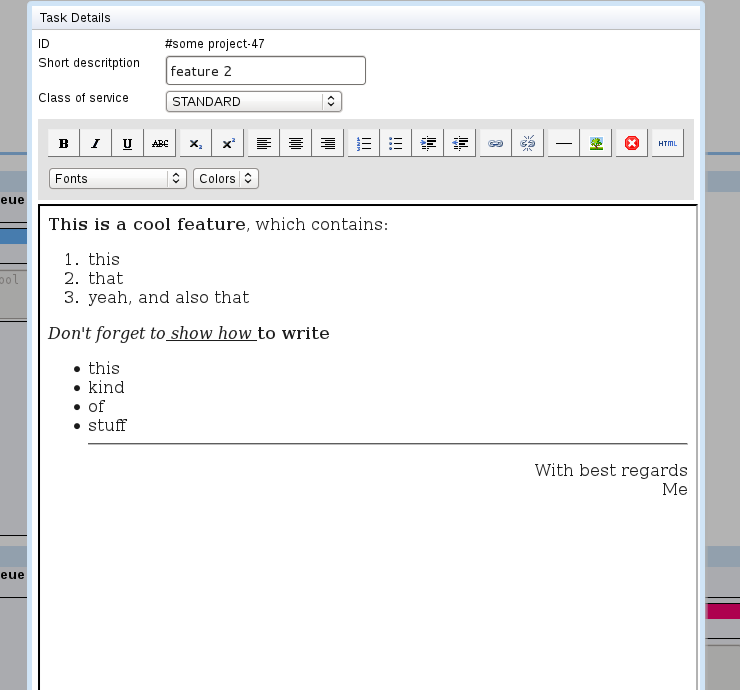 Task Details
ID #some project-47
Short descritption feature 2
Class of service STANDARD
B I U ABC X₂ X² HTML
Fonts Colors
eue
ool
This is a cool feature, which contains:
1. this
2. that
3. yeah, and also that
Don't forget to show how to write
• this
• kind
• of
• stuff
With best regards
Me
eue